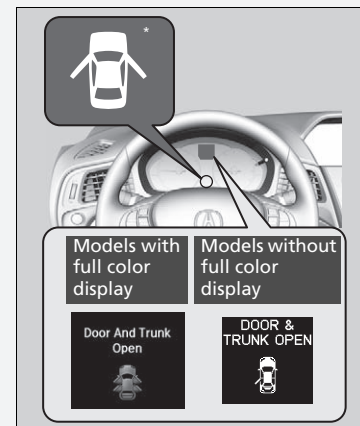 *
Models with
full color
display
Models without
full color
display
Door And Trunk
Open
DOOR &
TRUNK OPEN